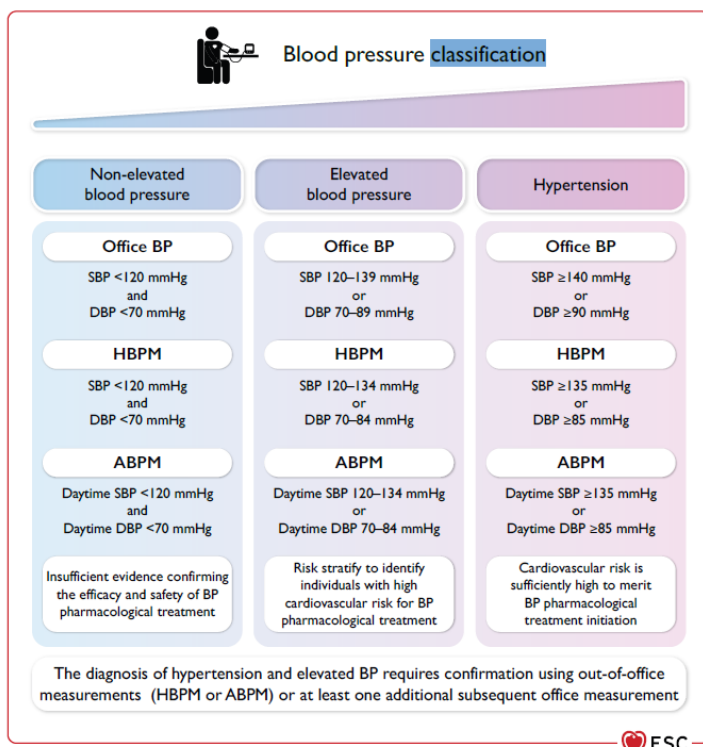 Blood pressure classification
Non-elevated
blood pressure
Elevated
blood pressure
Hypertension
Office BP
SBP <120 mmHg
and
DBP <70 mmHg
HBPM
SBP <120 mmHg
and
DBP <70 mmHg
ABPM
Daytime SBP <120 mmHg
and
Daytime DBP <70 mmHg
Insufficient evidence confirming
the efficacy and safety of BP
pharmacological treatment
Office BP
SBP 120–139 mmHg
or
DBP 70–89 mmHg
HBPM
SBP 120–134 mmHg
or
DBP 70–84 mmHg
ABPM
Daytime SBP 120–134 mmHg
or
Daytime DBP 70–84 mmHg
Risk stratify to identify
individuals with high
cardiovascular risk for BP
pharmacological treatment
Office BP
SBP ≥140 mmHg
or
DBP ≥90 mmHg
HBPM
SBP ≥135 mmHg
or
DBP ≥85 mmHg
ABPM
Daytime SBP ≥135 mmHg
or
Daytime DBP ≥85 mmHg
Cardiovascular risk is
sufficiently high to merit
BP pharmacological
treatment initiation
The diagnosis of hypertension and elevated BP requires confirmation using out-of-office
measurements (HBPM or ABPM) or at least one additional subsequent office measurement
ESC